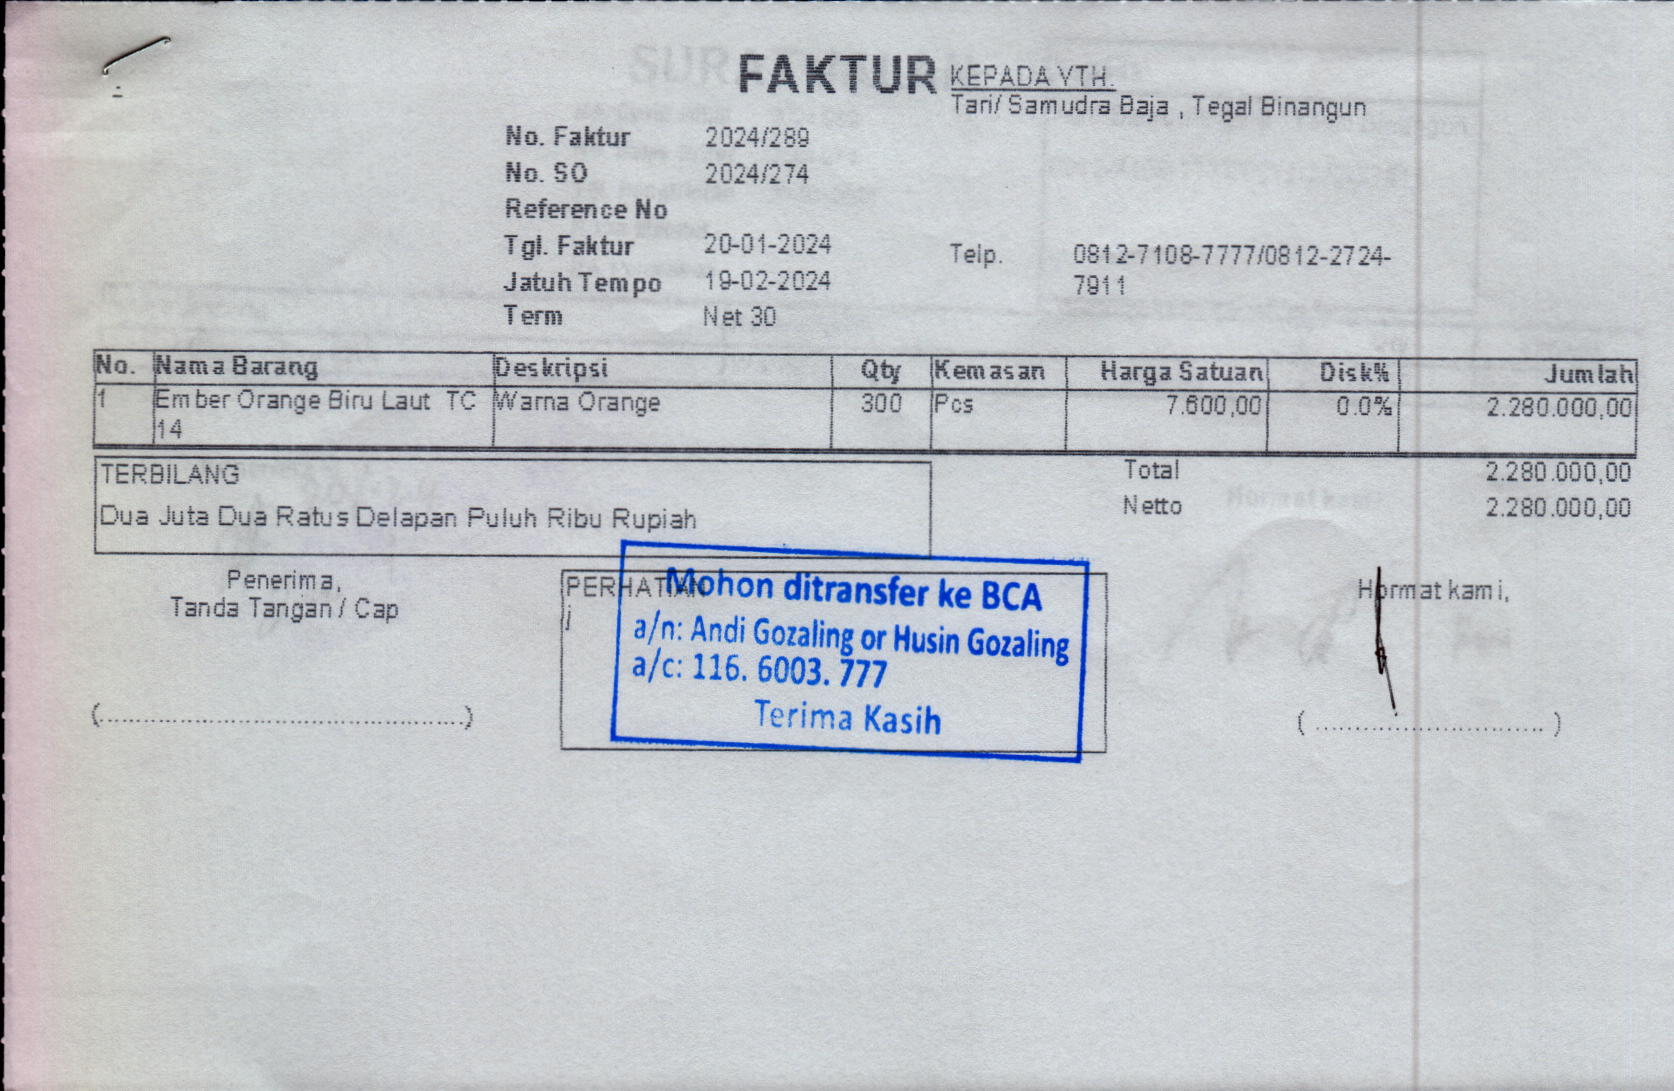 FAKTUR
KEPADA YTH.
Tari/ Samudra Baja , Tegal Binangun
No. Faktur 2024/289
No. SO 2024/274
Reference No
Tgl. Faktur 20-01-2024
Jatuh Tempo 19-02-2024
Term Net 30
Telp. 0812-7108-7777/0812-2724-
7911
No. Nama Barang Deskripsi Qty Kemasan Harga Satuan Disk% Jumlah
1 Ember Orange Biru Laut TC Warna Orange 300 Pcs 7.600,00 0.0% 2.280.000,00
14
TERBILANG
Dua Juta Dua Ratus Delapan Puluh Ribu Rupiah
Total 2.280.000,00
Netto 2.280.000,00
Penerima,
Tanda Tangan / Cap
(..............................................)
PERHATIAN
j
Mohon ditransfer ke BCA
a/n: Andi Gozaling or Husin Gozaling
a/c: 116. 6003. 777
Terima Kasih
Hormat kami,
( ............................. )